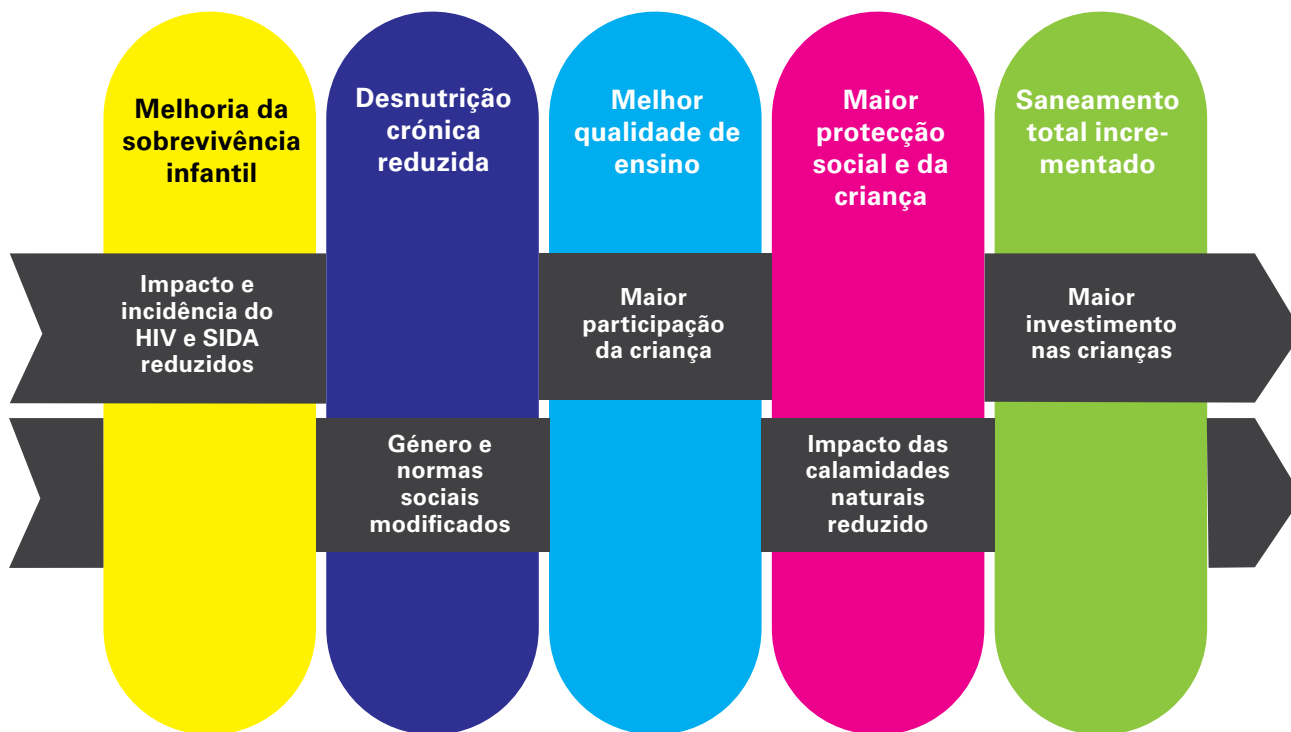 Melhoria da
sobrevivência
infantil
Desnutrição
crónica
reduzida
Melhor
qualidade de
ensino
Maior
protecção
social e da
criança
Saneamento
total incre-
mentado
Impacto e
incidência do
HIV e SIDA
reduzidos
Maior
participação
da criança
Maior
investimento
nas crianças
Género e
normas
sociais
modificados
Impacto das
calamidades
naturais
reduzido